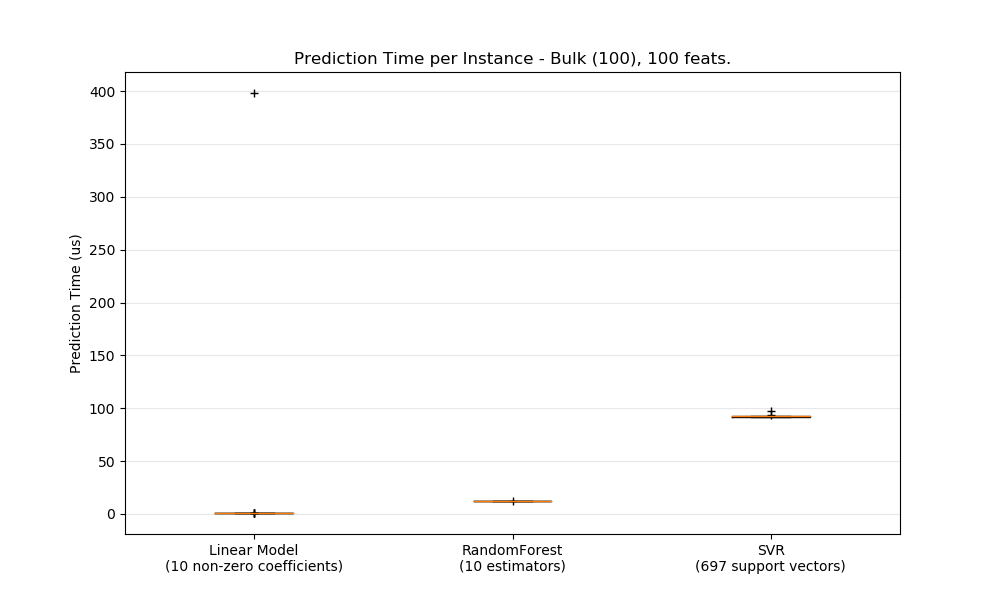 Prediction Time per Instance - Bulk (100), 100 feats.
400
350
300
250
200
150
100
50
0
Prediction Time (us)
Linear Model
(10 non-zero coefficients)
RandomForest
(10 estimators)
SVR
(697 support vectors)